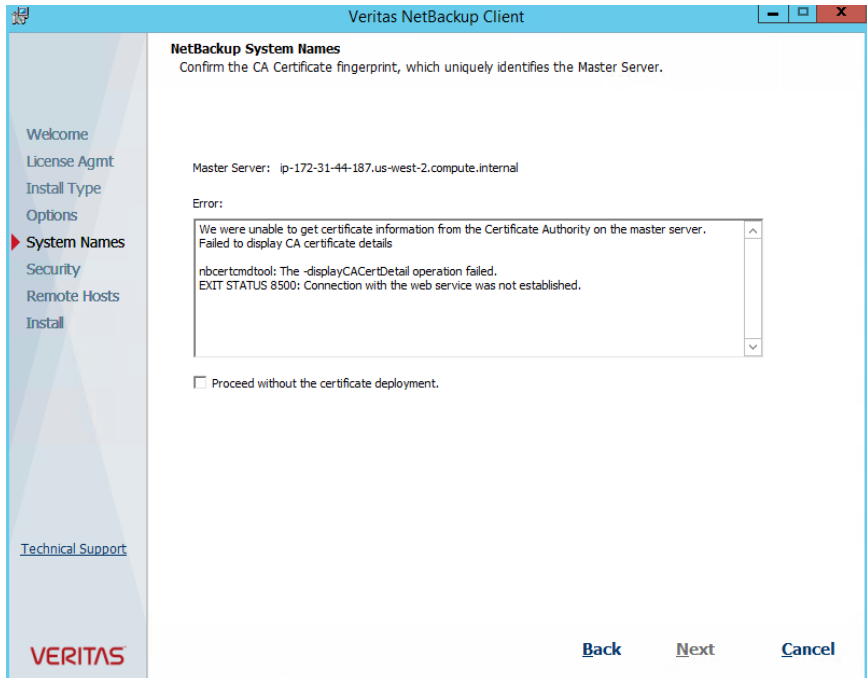 Veritas NetBackup Client
NetBackup System Names
Confirm the CA Certificate fingerprint, which uniquely identifies the Master Server.
Welcome
License Agmt
Install Type
Options
System Names
Security
Remote Hosts
Install
Master Server: ip-172-31-44-187.us-west-2.compute.internal
Error:
We were unable to get certificate information from the Certificate Authority on the master server.
Failed to display CA certificate details
nbcertcmdtool: The -displayCACertDetail operation failed.
EXIT STATUS 8500: Connection with the web service was not established.
Proceed without the certificate deployment.
Technical Support
VERITAS
Back Next Cancel